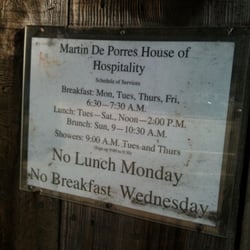 Martin De Porres House of
Hospitality
Schedule of Services
Breakfast: Mon, Tues, Thurs, Fri,
6:30—7:30 A.M.
Lunch: Tues—Sat., Noon—2:00 P.M.
Brunch: Sun, 9—10:30 A.M.
Showers: 9:00 A.M. Tues and Thurs
No Lunch Monday
No Breakfast Wednesday